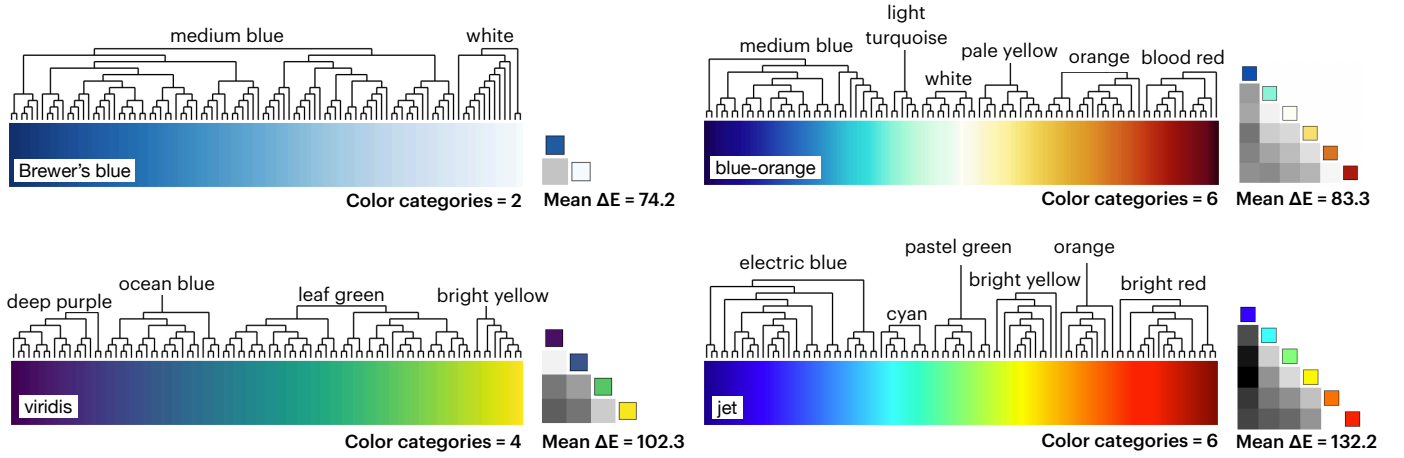 medium blue
white
Brewer's blue
Color categories = 2
Mean ΔE = 74.2
light
turquoise
medium blue
white
pale yellow
orange
blood red
blue-orange
Color categories = 6
Mean ΔE = 83.3
deep purple
ocean blue
leaf green
bright yellow
viridis
Color categories = 4
Mean ΔE = 102.3
electric blue
cyan
pastel green
bright yellow
orange
bright red
jet
Color categories = 6
Mean ΔE = 132.2